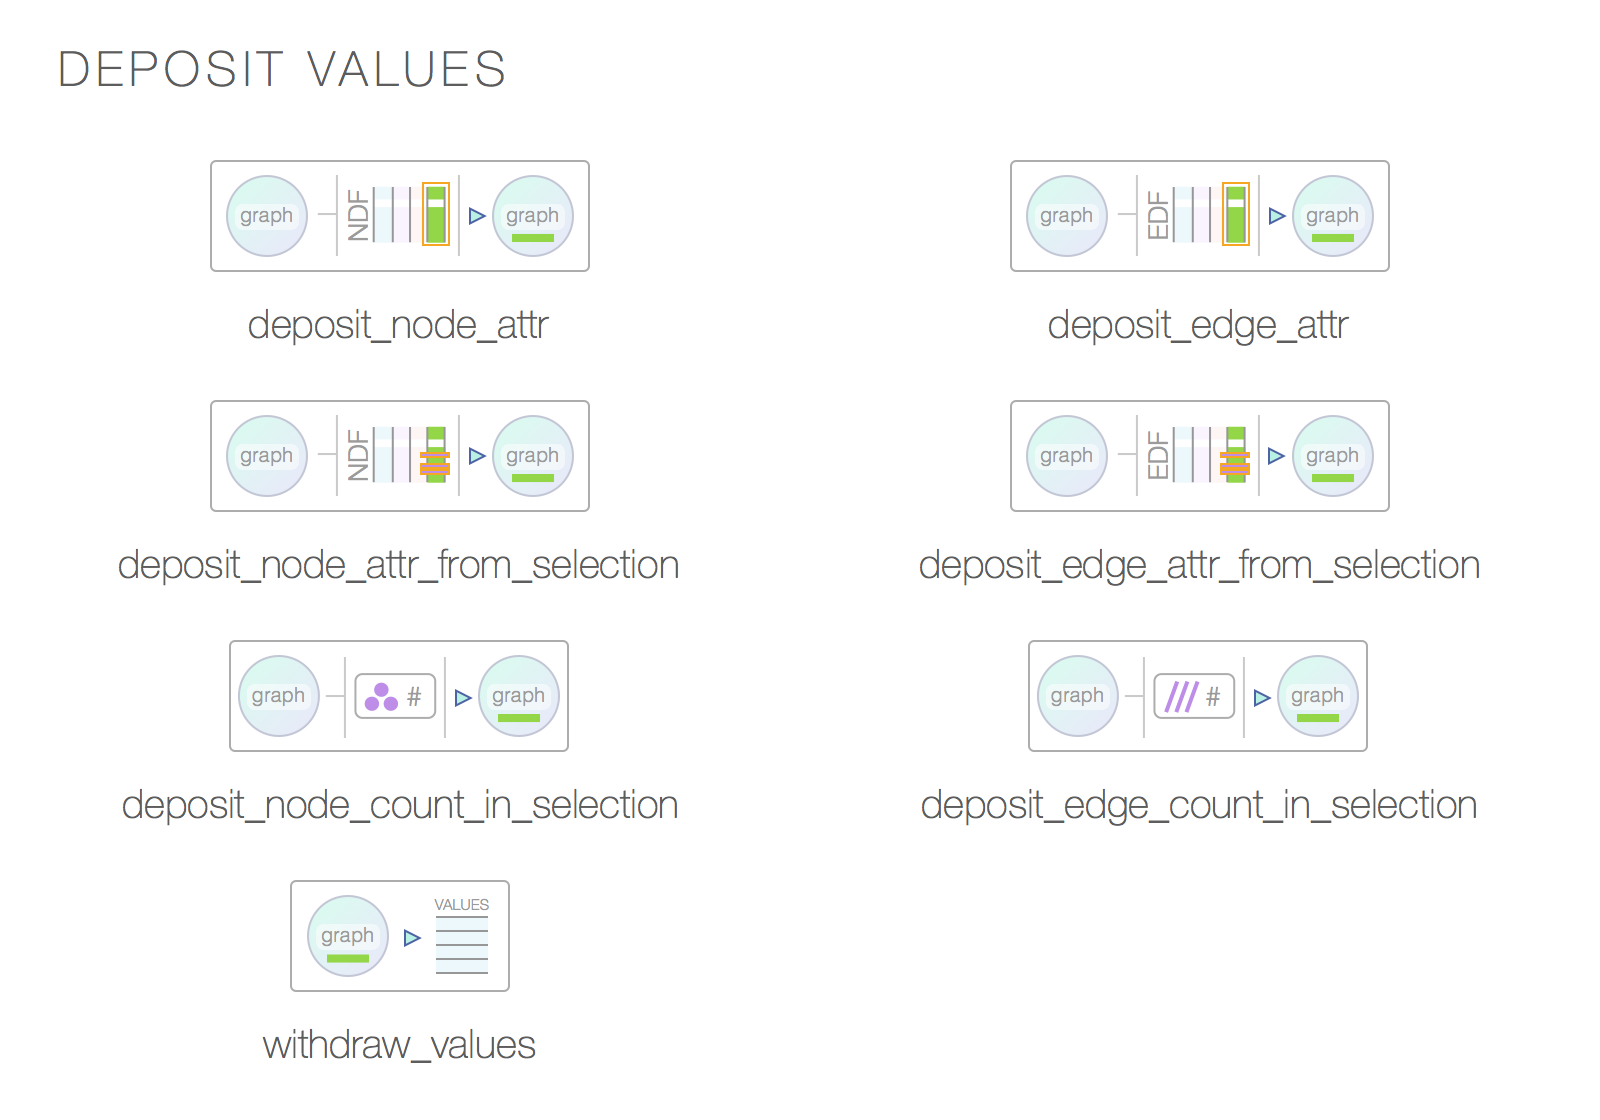 DEPOSIT VALUES
graph NDF graph
graph EDF graph
deposit_node_attr
deposit_edge_attr
graph NDF graph
graph EDF graph
deposit_node_attr_from_selection
deposit_edge_attr_from_selection
graph # graph
graph # graph
deposit_node_count_in_selection
deposit_edge_count_in_selection
VALUES
graph
withdraw_values